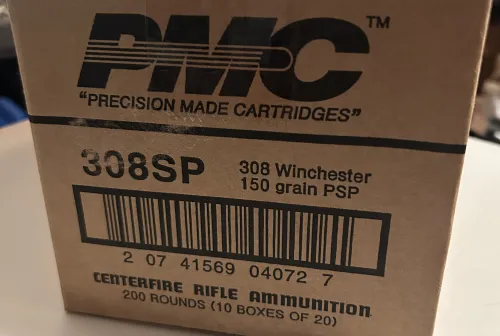 PMC™
"PRECISION MADE CARTRIDGES"
308SP
308 Winchester
150 grain PSP
2 07 41569 04072 7
CENTERFIRE RIFLE AMMUNITION
200 ROUNDS (10 BOXES OF 20)